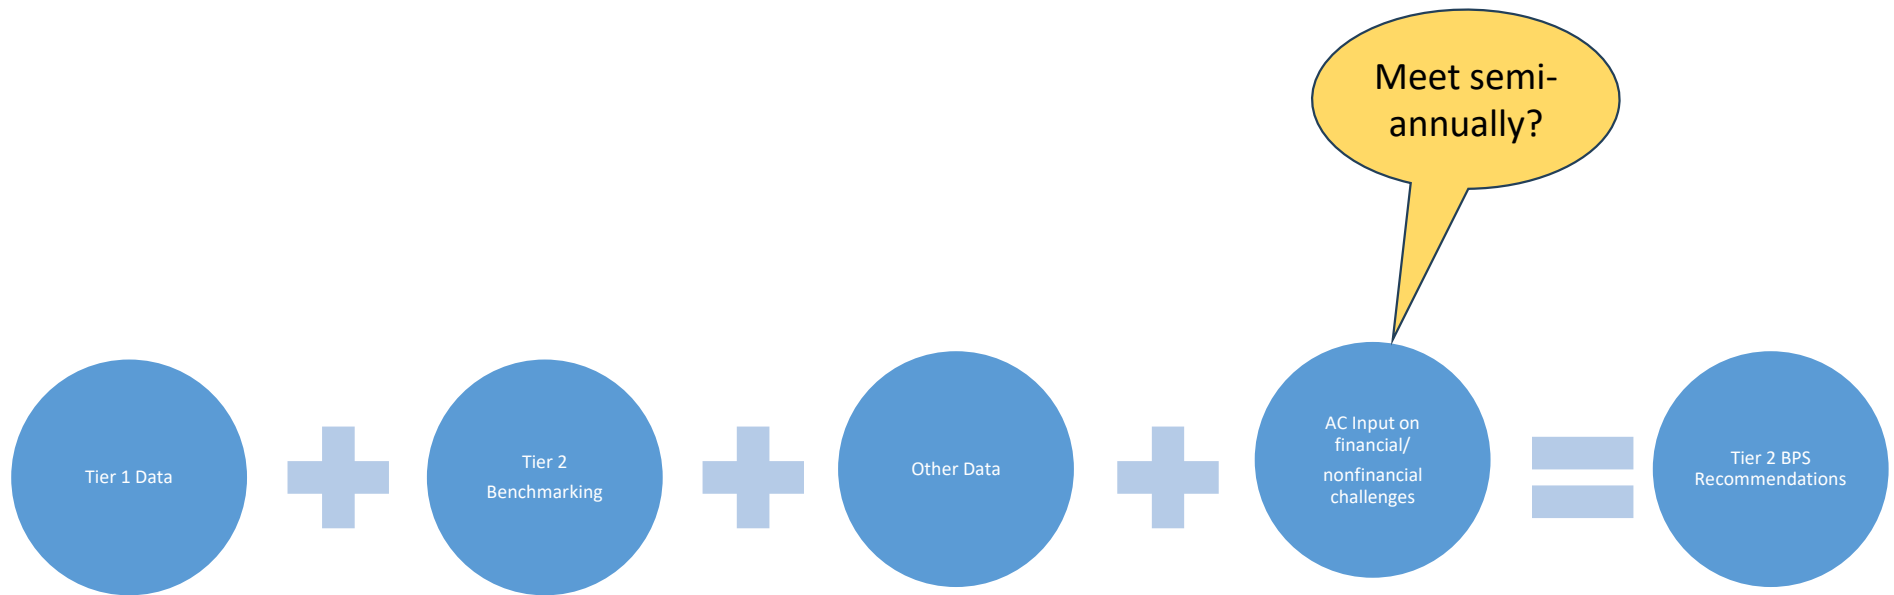 Meet semi-
annually?
Tier 1 Data
Tier 2
Benchmarking
Other Data
AC Input on
financial/
nonfinancial
challenges
Tier 2 BPS
Recommendations